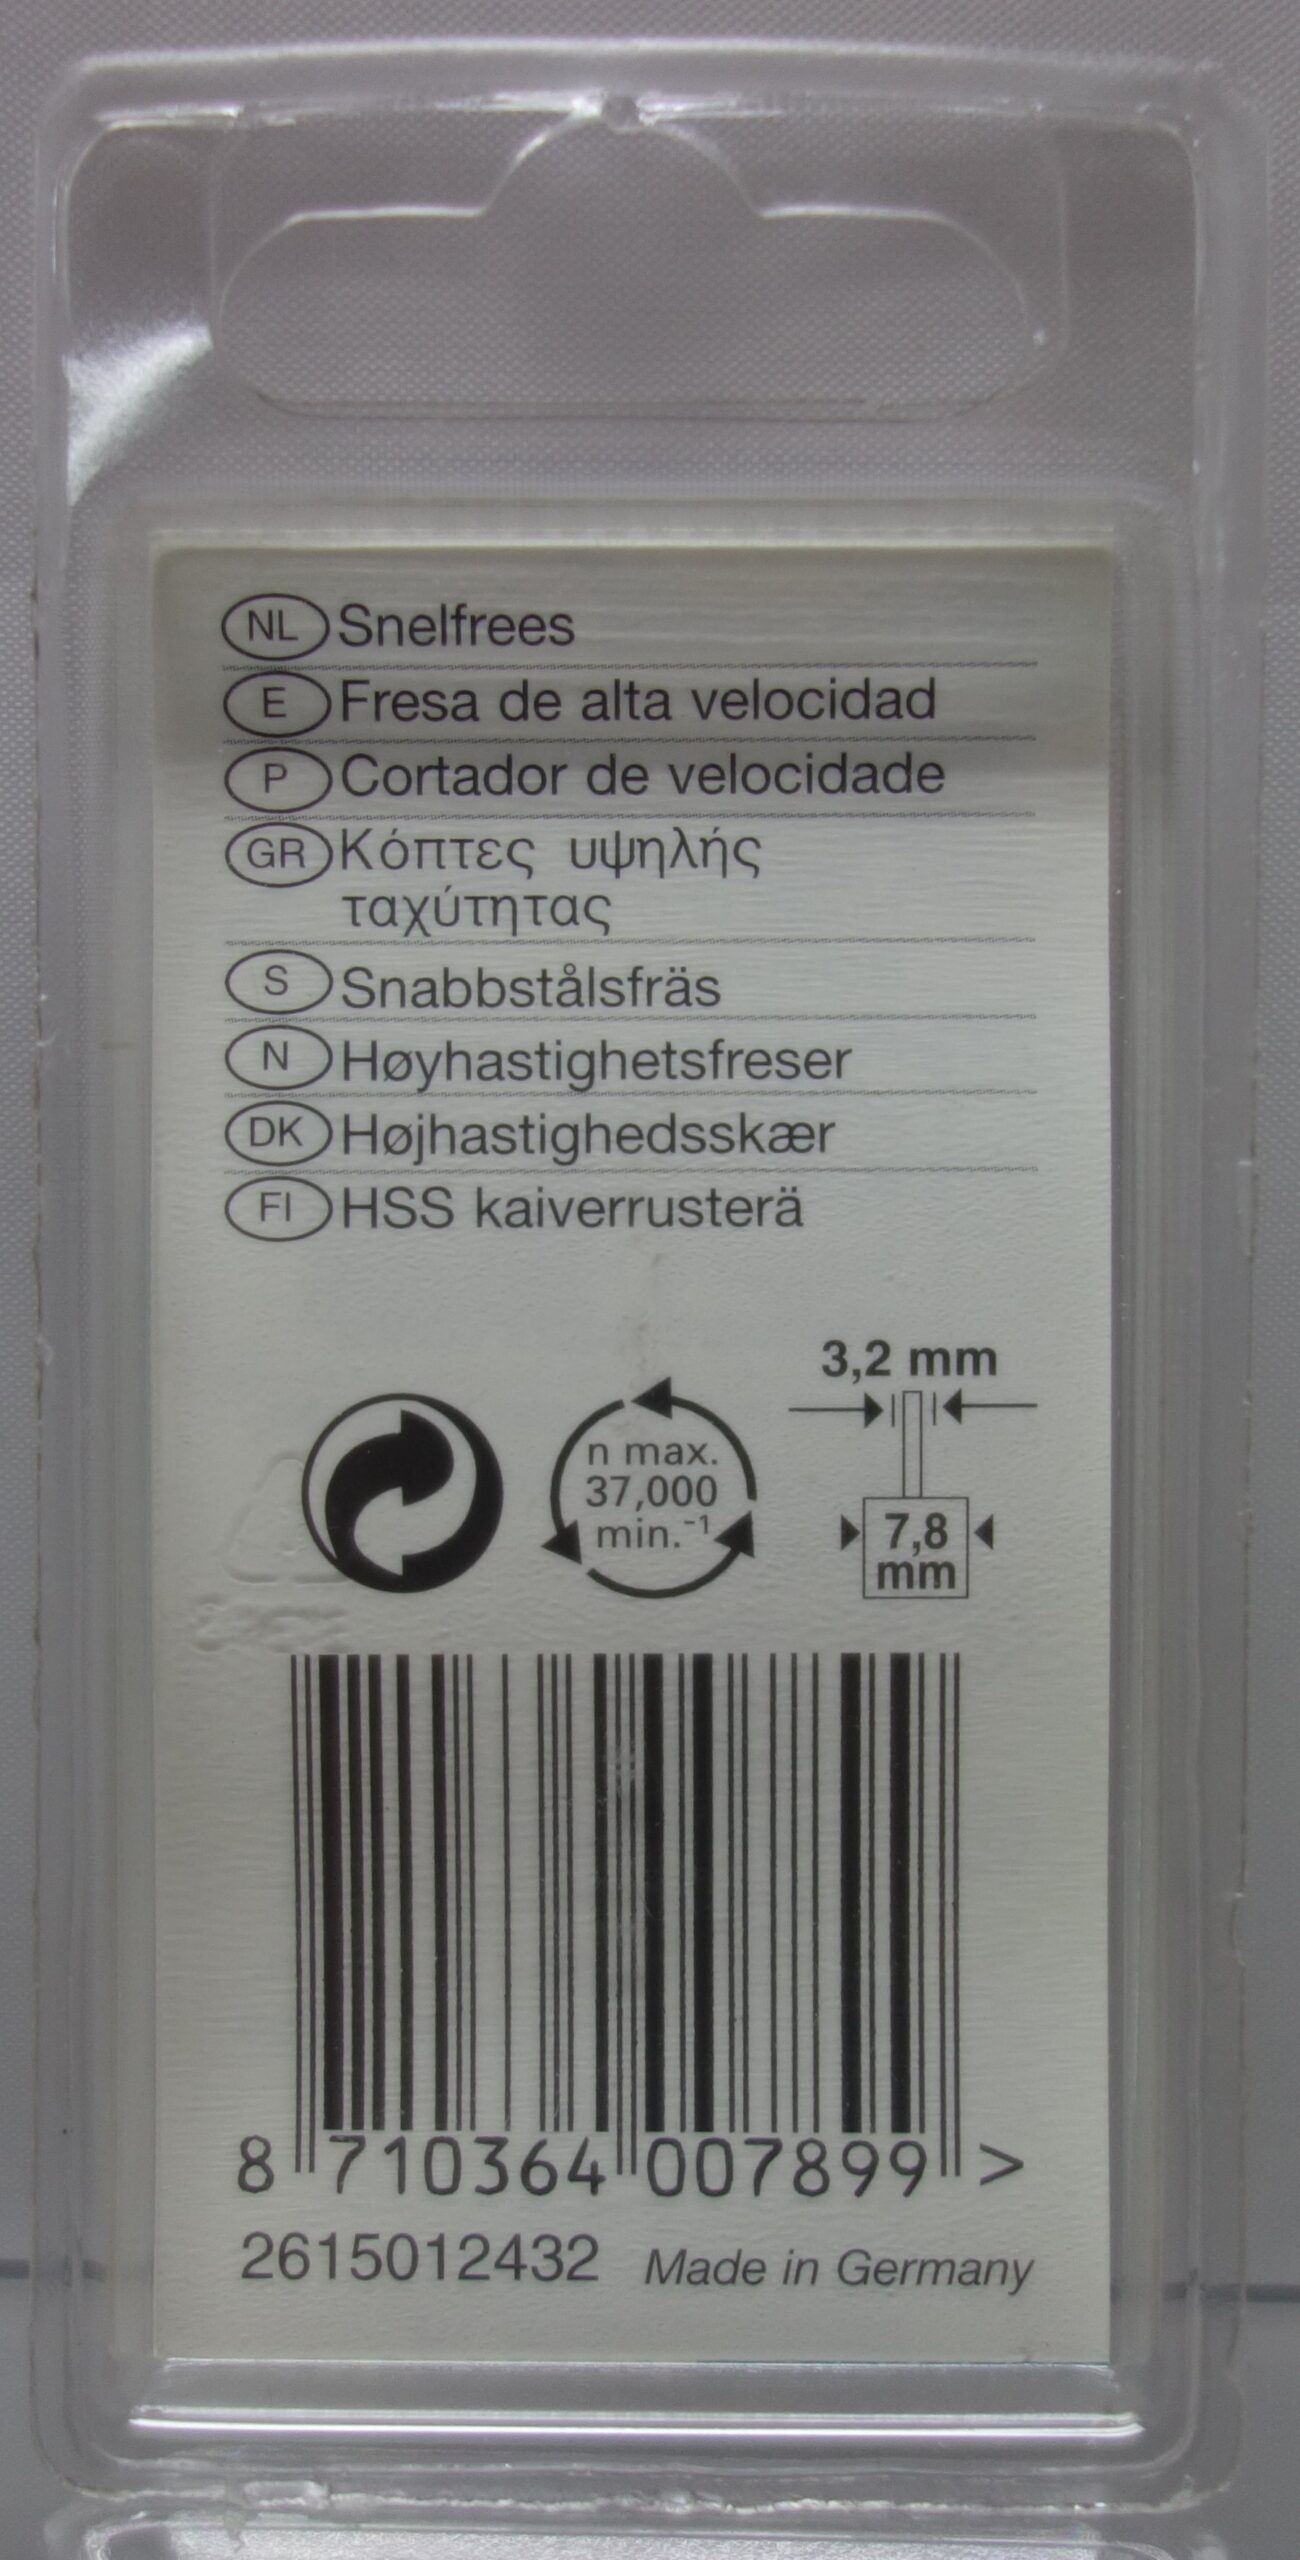 NL Snelfrees
E Fresa de alta velocidad
P Cortador de velocidade
GR Κόπτες υψηλής
ταχύτητας
S Snabbstålsfräs
N Høyhastighetsfreser
DK Højhastighedsskær
FI HSS kaiverrusterä
3,2 mm
n max.
37,000
min.⁻¹
7,8
mm
8 710364 007899 >
2615012432 Made in Germany